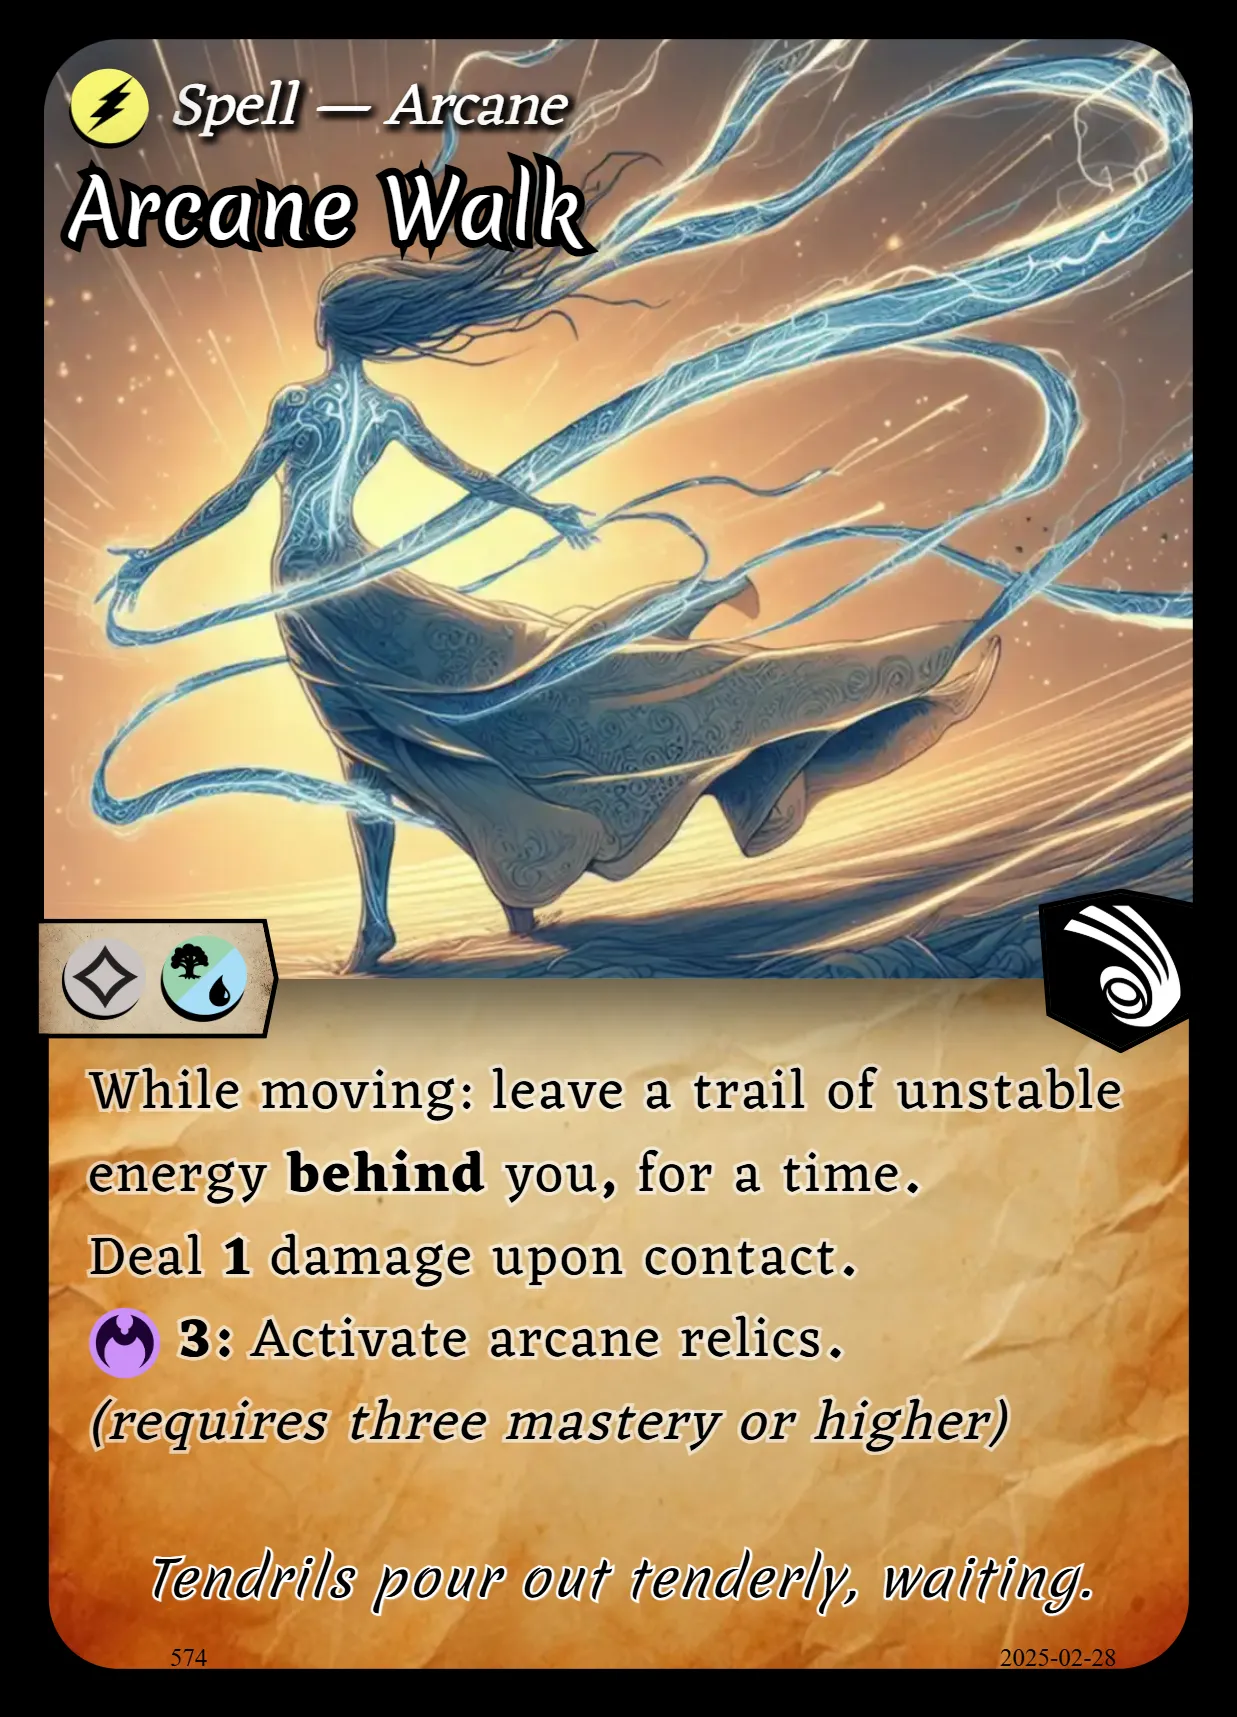 Spell — Arcane
Arcane Walk
While moving: leave a trail of unstable
energy behind you, for a time.
Deal 1 damage upon contact.
3: Activate arcane relics.
(requires three mastery or higher)
Tendrils pour out tenderly, waiting.
574
2025-02-28